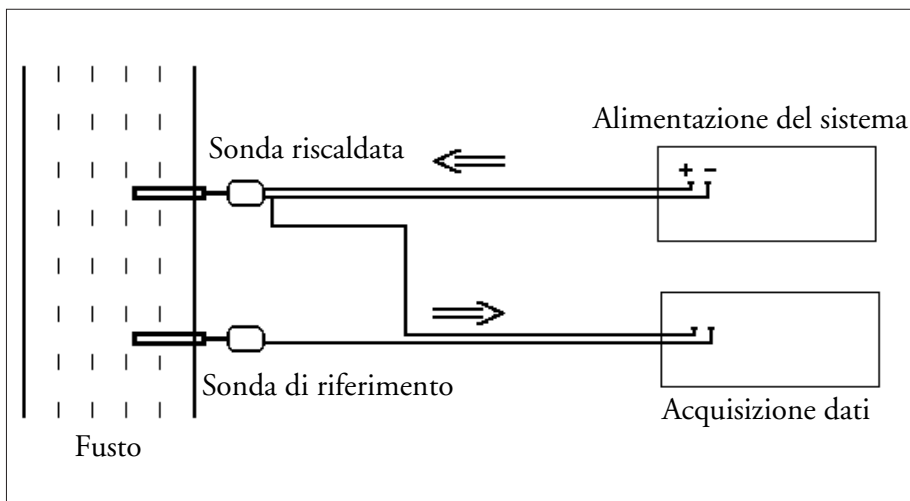 Alimentazione del sistema
Sonda riscaldata
+ –
Sonda di riferimento
Acquisizione dati
Fusto